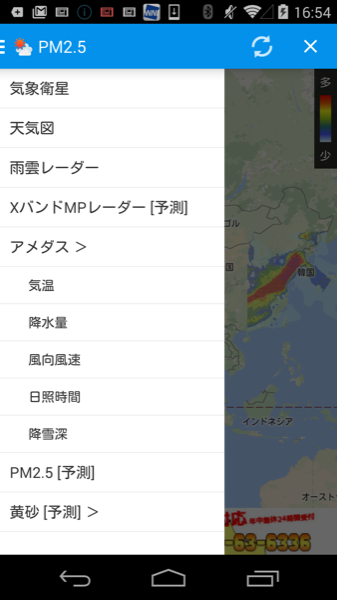 16:54
PM2.5
気象衛星
多
天気図
少
雨雲レーダー
XバンドMPレーダー [予測]
ゴル
アメダス >
国
韓国
気温
降水量
風向風速
日照時間
インドネシア
降雪深
PM2.5 [予測]
オースト
黄砂 [予測] >
対応 年中無休24時間受付
-63-6336